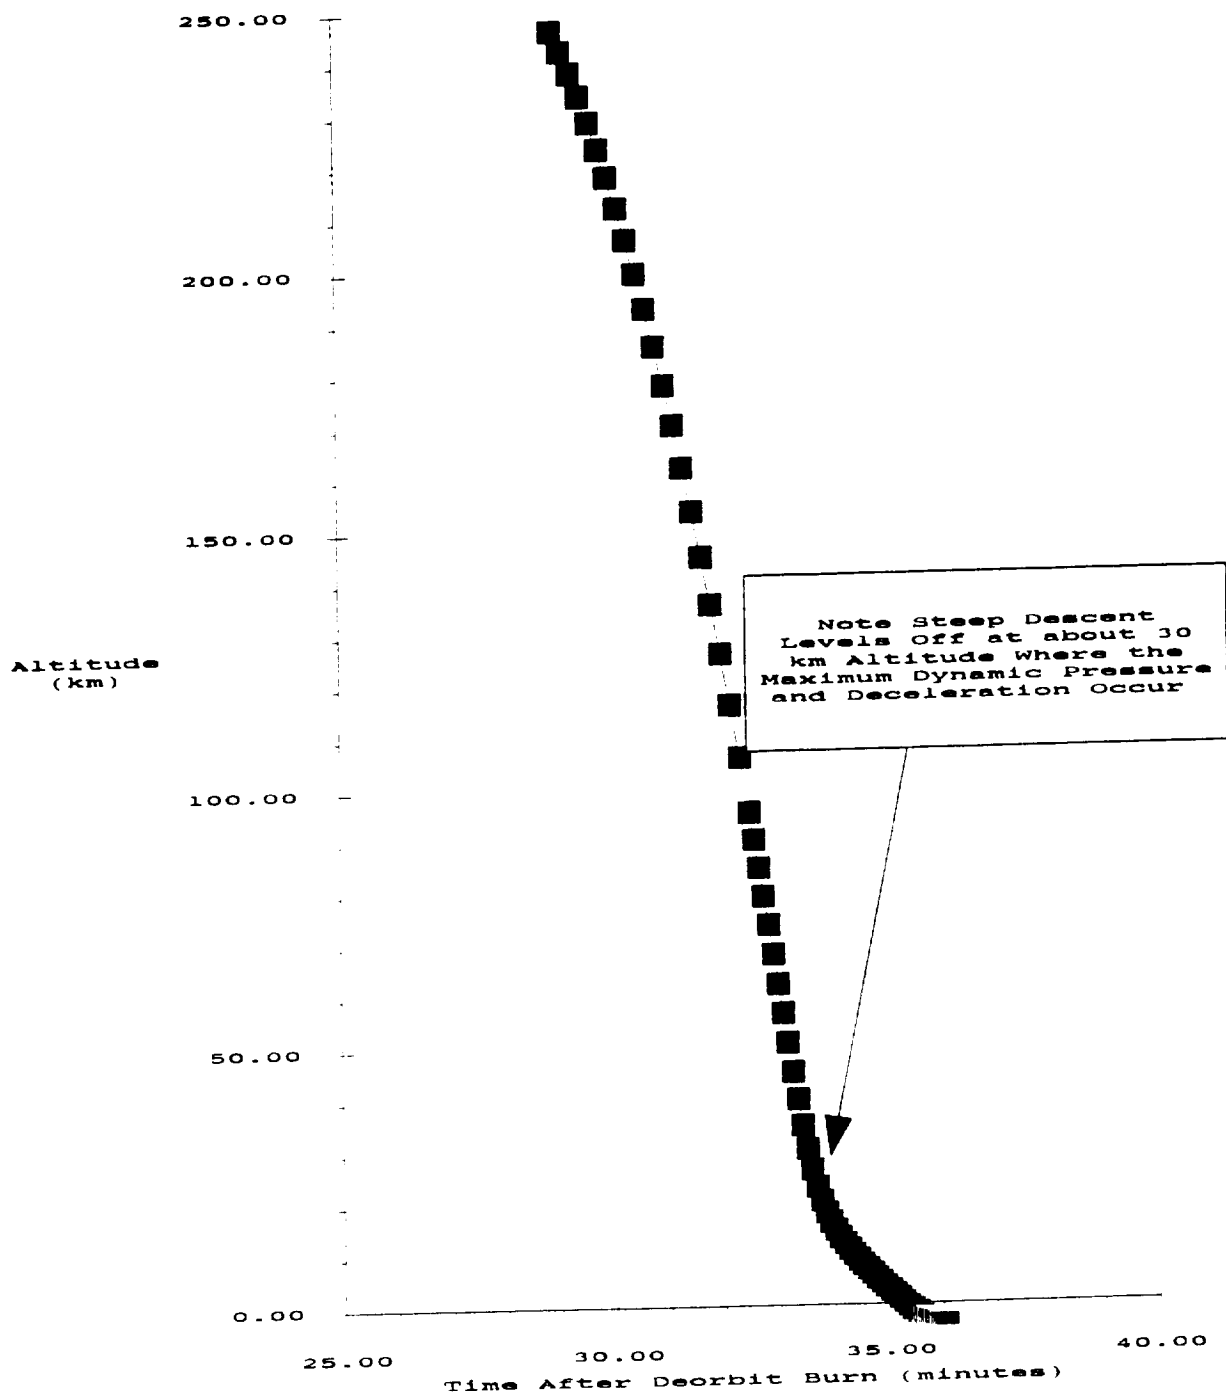 250.00
200.00
150.00
Note Steep Descent
Levels Off at about 30
km Altitude Where the
Maximum Dynamic Pressure
and Deceleration Occur
Altitude
(km)
100.00
50.00
0.00
25.00
30.00
35.00
40.00
Time After Deorbit Burn (minutes)